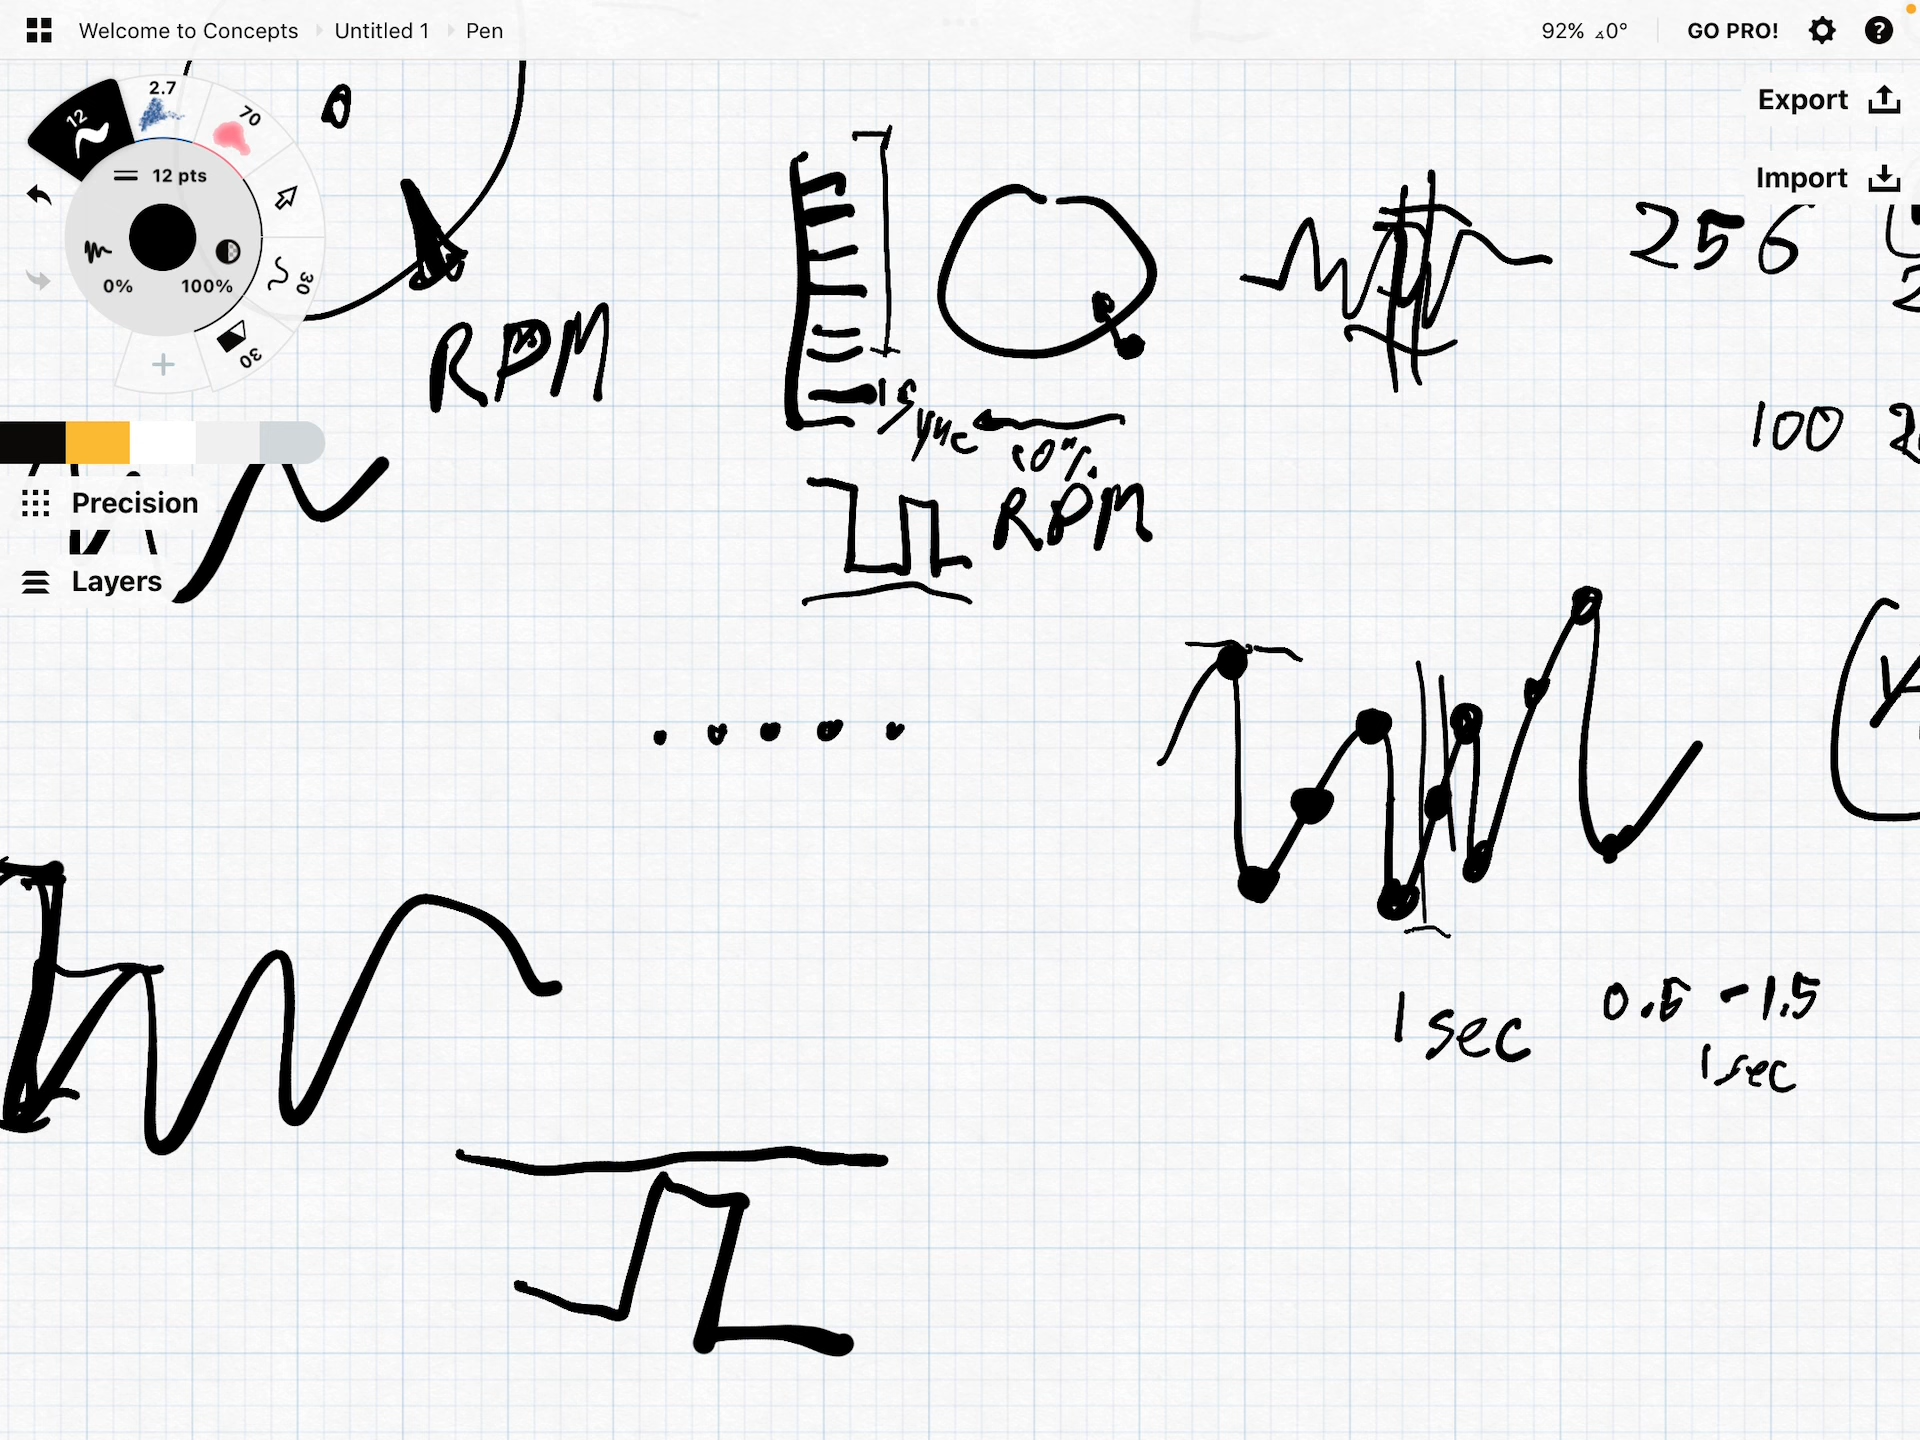 Welcome to Concepts Untitled 1 Pen
92% ⦟0° GO PRO!
Export
Import
12
2.7
70
30
30
12 pts
0% 100%
Precision
Layers
0
RPM
1 Sync
10%
RPM
256
100
1 sec
0.5 - 1.5
1 sec